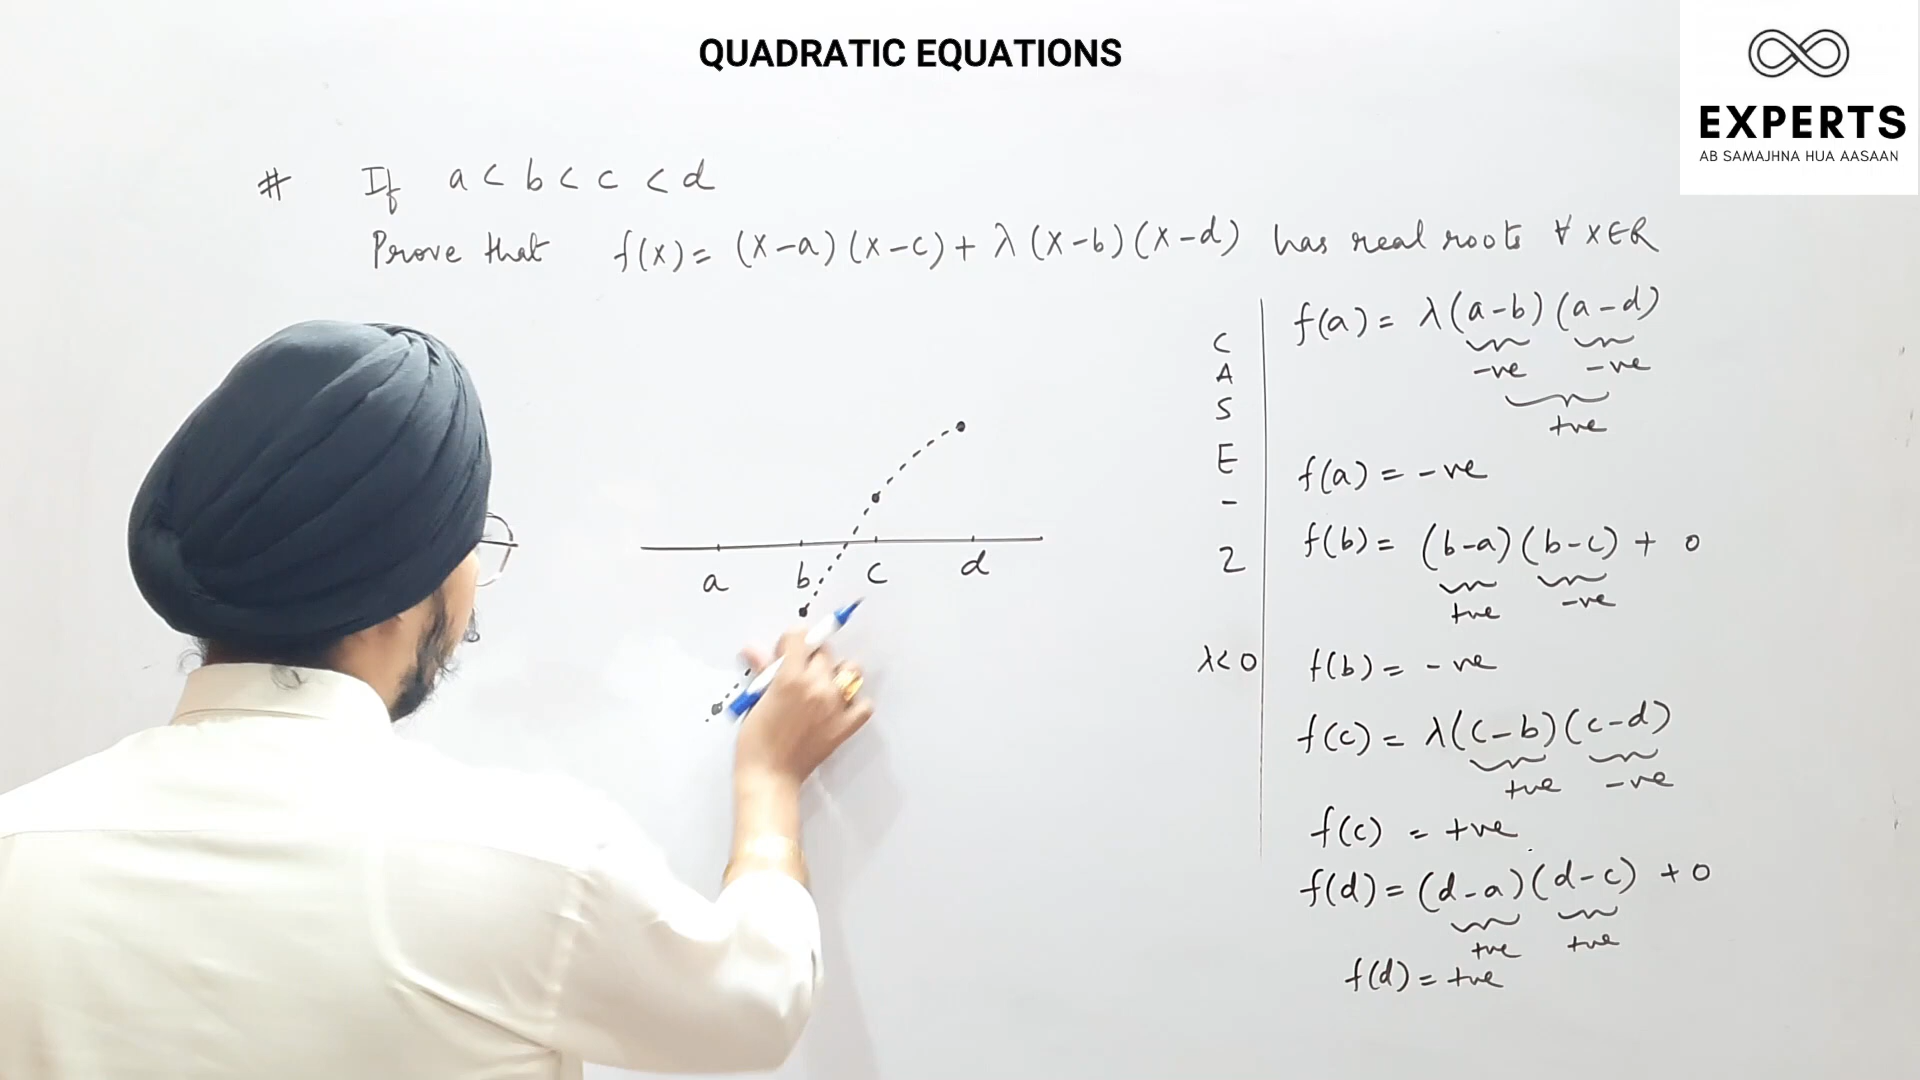 QUADRATIC EQUATIONS
EXPERTS
AB SAMAJHNA HUA AASAAN
# If a < b < c < d
Prove that f(x) = (x-a)(x-c) + λ(x-b)(x-d) has real roots ∀ x∈R
a b c d
CASE-2
λ<0
f(a) = λ(a-b)(a-d)
-ve -ve
+ve
f(a) = -ve
f(b) = (b-a)(b-c) + 0
+ve -ve
f(b) = -ve
f(c) = λ(c-b)(c-d)
+ve -ve
f(c) = +ve
f(d) = (d-a)(d-c) + 0
+ve +ve
f(d) = +ve